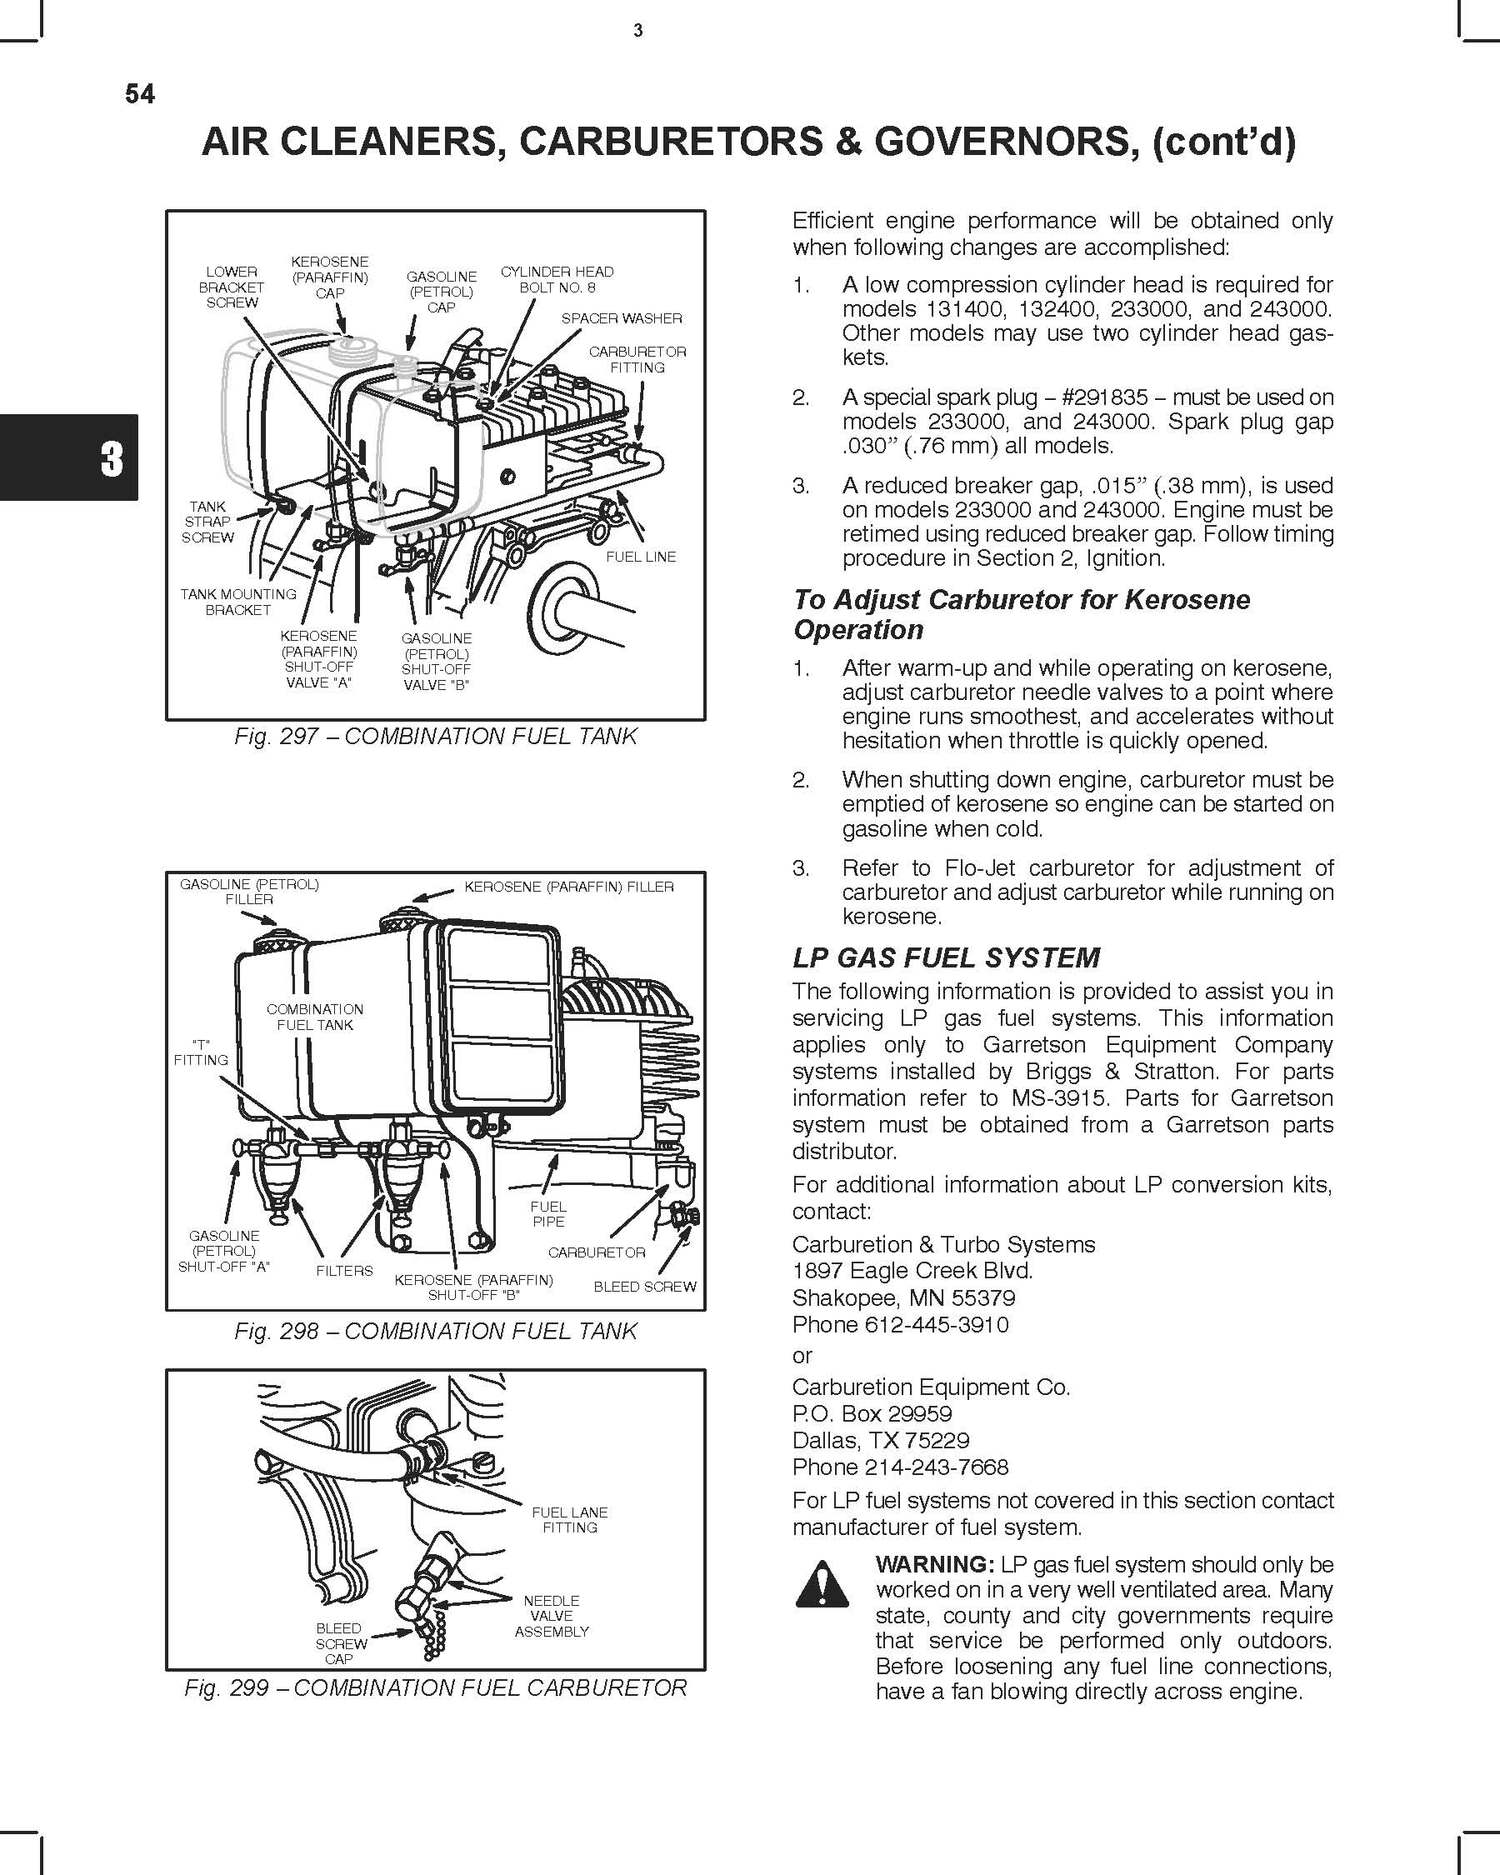 3
54
AIR CLEANERS, CARBURETORS & GOVERNORS, (cont’d)
3
LOWER
BRACKET
SCREW
KEROSENE
(PARAFFIN)
CAP
GASOLINE
(PETROL)
CAP
CYLINDER HEAD
BOLT NO. 8
SPACER WASHER
CARBURETOR
FITTING
TANK
STRAP
SCREW
FUEL LINE
TANK MOUNTING
BRACKET
KEROSENE
(PARAFFIN)
SHUT-OFF
VALVE "A"
GASOLINE
(PETROL)
SHUT-OFF
VALVE "B"
Fig. 297 – COMBINATION FUEL TANK
GASOLINE (PETROL)
FILLER
KEROSENE (PARAFFIN) FILLER
COMBINATION
FUEL TANK
"T"
FITTING
FUEL
PIPE
GASOLINE
(PETROL)
SHUT-OFF "A"
FILTERS
KEROSENE (PARAFFIN)
SHUT-OFF "B"
CARBURETOR
BLEED SCREW
Fig. 298 – COMBINATION FUEL TANK
FUEL LANE
FITTING
NEEDLE
VALVE
ASSEMBLY
BLEED
SCREW
CAP
Fig. 299 – COMBINATION FUEL CARBURETOR
Efficient engine performance will be obtained only
when following changes are accomplished:
1. A low compression cylinder head is required for
models 131400, 132400, 233000, and 243000.
Other models may use two cylinder head gas-
kets.
2. A special spark plug – #291835 – must be used on
models 233000, and 243000. Spark plug gap
.030” (.76 mm) all models.
3. A reduced breaker gap, .015” (.38 mm), is used
on models 233000 and 243000. Engine must be
retimed using reduced breaker gap. Follow timing
procedure in Section 2, Ignition.
To Adjust Carburetor for Kerosene
Operation
1. After warm-up and while operating on kerosene,
adjust carburetor needle valves to a point where
engine runs smoothest, and accelerates without
hesitation when throttle is quickly opened.
2. When shutting down engine, carburetor must be
emptied of kerosene so engine can be started on
gasoline when cold.
3. Refer to Flo-Jet carburetor for adjustment of
carburetor and adjust carburetor while running on
kerosene.
LP GAS FUEL SYSTEM
The following information is provided to assist you in
servicing LP gas fuel systems. This information
applies only to Garretson Equipment Company
systems installed by Briggs & Stratton. For parts
information refer to MS-3915. Parts for Garretson
system must be obtained from a Garretson parts
distributor.
For additional information about LP conversion kits,
contact:
Carburetion & Turbo Systems
1897 Eagle Creek Blvd.
Shakopee, MN 55379
Phone 612-445-3910
or
Carburetion Equipment Co.
P.O. Box 29959
Dallas, TX 75229
Phone 214-243-7668
For LP fuel systems not covered in this section contact
manufacturer of fuel system.
WARNING: LP gas fuel system should only be
worked on in a very well ventilated area. Many
state, county and city governments require
that service be performed only outdoors.
Before loosening any fuel line connections,
have a fan blowing directly across engine.